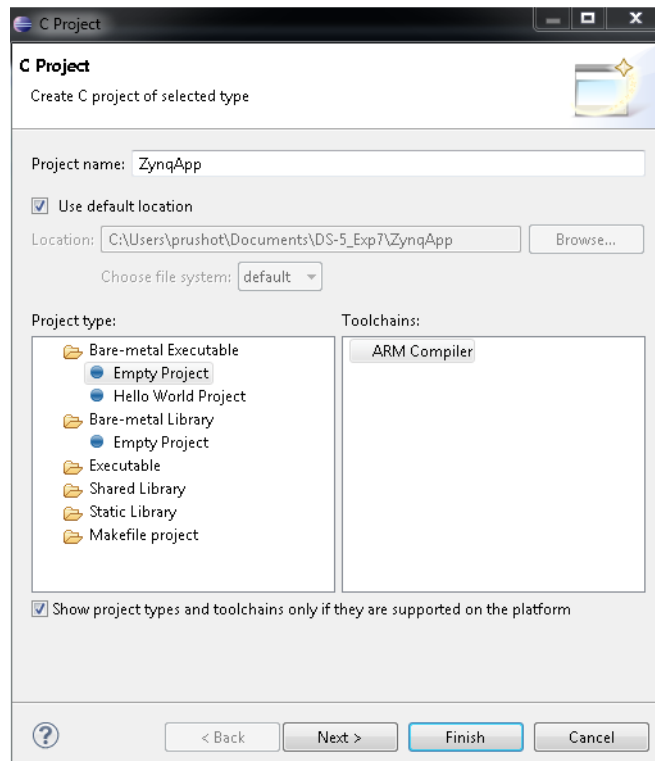 C Project
C Project
Create C project of selected type
Project name: ZynqApp
Use default location
Location: C:\Users\prushot\Documents\DS-5_Exp7\ZynqApp Browse...
Choose file system: default
Project type: Toolchains:
Bare-metal Executable ARM Compiler
Empty Project
Hello World Project
Bare-metal Library
Empty Project
Executable
Shared Library
Static Library
Makefile project
Show project types and toolchains only if they are supported on the platform
? < Back Next > Finish Cancel